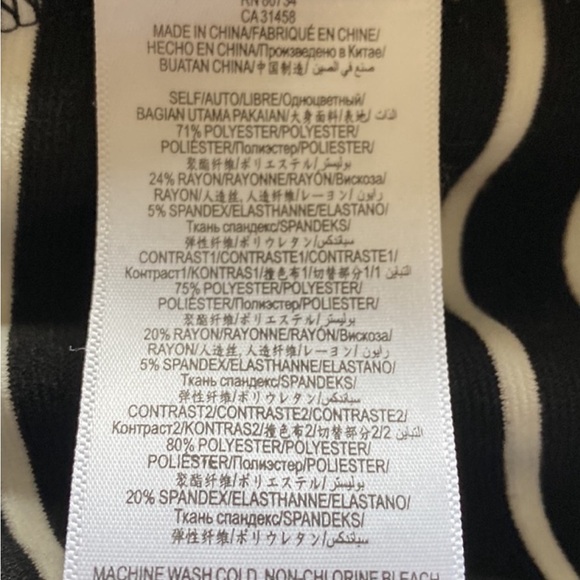 RN 66734
CA 31458
MADE IN CHINA/FABRIQUÉ EN CHINE/
HECHO EN CHINA/Произведено в Китае/
BUATAN CHINA/中国制造/ صنع في الصين
SELF/AUTO/LIBRE/Одноцветный/
BAGIAN UTAMA PAKAIAN/大身面料/表地/ الذات
71% POLYESTER/POLYESTER/
POLIÉSTER/Полиэстер/POLIESTER/
聚酯纤维/ポリエステル/بوليستر
24% RAYON/RAYONNE/RAYÓN/Вискоза/
RAYON/人造丝, 人造纤维/レーヨン/ رايون
5% SPANDEX/ELASTHANNE/ELASTANO/
Ткань спандекс/SPANDEKS/
弹性纤维/ポリウレタン/سباندكس
CONTRAST1/CONTRASTE1/CONTRASTE1/
Контраст1/KONTRAS1/撞色布1/切替部分1/1 التباين
75% POLYESTER/POLYESTER/
POLIÉSTER/Полиэстер/POLIESTER/
聚酯纤维/ポリエステル/بوليستر
20% RAYON/RAYONNE/RAYÓN/Вискоза/
RAYON/人造丝, 人造纤维/レーヨン/ رايون
5% SPANDEX/ELASTHANNE/ELASTANO/
Ткань спандекс/SPANDEKS/
弹性纤维/ポリウレタン/سباندكس
CONTRAST2/CONTRASTE2/CONTRASTE2/
Контраст2/KONTRAS2/撞色布2/切替部分2/2 التباين
80% POLYESTER/POLYESTER/
POLIÉSTER/Полиэстер/POLIESTER/
聚酯纤维/ポリエステル/بوليستر
20% SPANDEX/ELASTHANNE/ELASTANO/
Ткань спандекс/SPANDEKS/
弹性纤维/ポリウレタン/سباندكس
MACHINE WASH COLD, NON-CHLORINE BLEACH